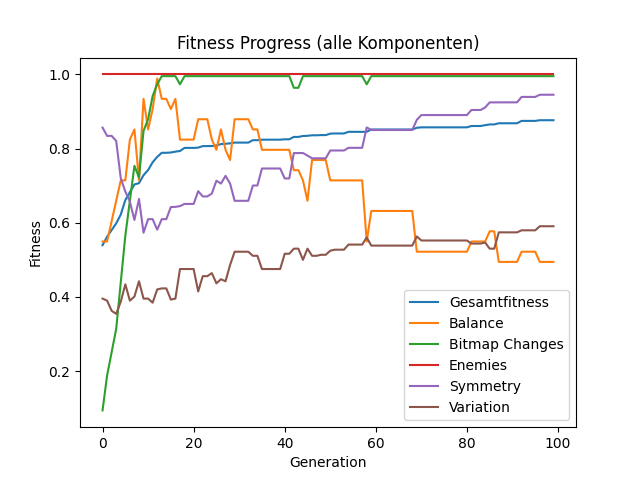 Fitness Progress (alle Komponenten)
Fitness
1.0
0.8
0.6
0.4
0.2
0 20 40 60 80 100
Generation
Gesamtfitness
Balance
Bitmap Changes
Enemies
Symmetry
Variation